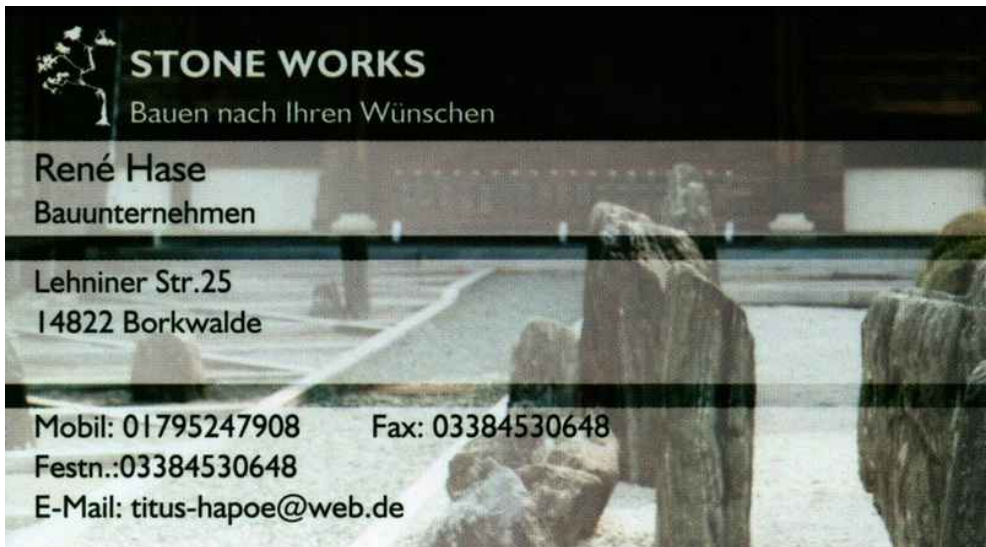 STONE WORKS
Bauen nach Ihren Wünschen
René Hase
Bauunternehmen
Lehniner Str.25
14822 Borkwalde
Mobil: 01795247908 Fax: 03384530648
Festn.:03384530648
E-Mail: titus-hapoe@web.de